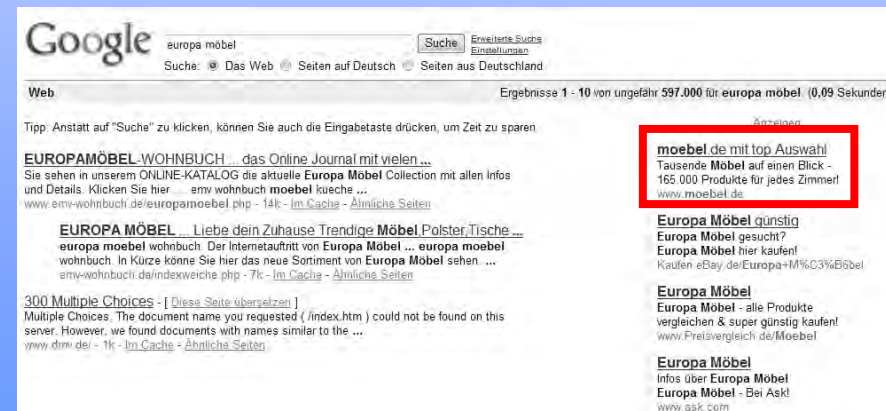 Google
europa möbel
Suche
Erweiterte Suche
Einstellungen
Suche: Das Web Seiten auf Deutsch Seiten aus Deutschland
Web
Ergebnisse 1 - 10 von ungefähr 597.000 für europa möbel. (0,09 Sekunden
Tipp: Anstatt auf "Suche" zu klicken, können Sie auch die Eingabetaste drücken, um Zeit zu sparen.
EUROPAMÖBEL-WOHNBUCH ... das Online Journal mit vielen ...
Sie sehen in unserem ONLINE-KATALOG die aktuelle Europa Möbel Collection mit allen Infos
und Details. Klicken Sie hier ... emv wohnbuch moebel kueche ...
www.emv-wohnbuch.de/europamoebel.php - 14k - Im Cache - Ähnliche Seiten
EUROPA MÖBEL ... Liebe dein Zuhause Trendige Möbel,Polster,Tische ...
europa moebel wohnbuch. Der Internetauftritt von Europa Möbel ... europa moebel
wohnbuch. In Kürze könne Sie hier das neue Sortiment von Europa Möbel sehen. ...
emv-wohnbuch.de/indexweiche.php - 7k - Im Cache - Ähnliche Seiten
300 Multiple Choices - [ Diese Seite übersetzen ]
Multiple Choices. The document name you requested ( /index.htm ) could not be found on this
server. However, we found documents with names similar to the ...
www.dmv.de/ - 1k - Im Cache - Ähnliche Seiten
Anzeigen
moebel.de mit top Auswahl
Tausende Möbel auf einen Blick -
165.000 Produkte für jedes Zimmer!
www.moebel.de
Europa Möbel günstig
Europa Möbel gesucht?
Europa Möbel hier kaufen!
Kaufen.eBay.de/Europa+M%C3%B6bel
Europa Möbel
Europa Möbel - alle Produkte
vergleichen & super günstig kaufen!
www.Preisvergleich.de/Moebel
Europa Möbel
Infos über Europa Möbel
Europa Möbel - Bei Ask!
www.ask.com